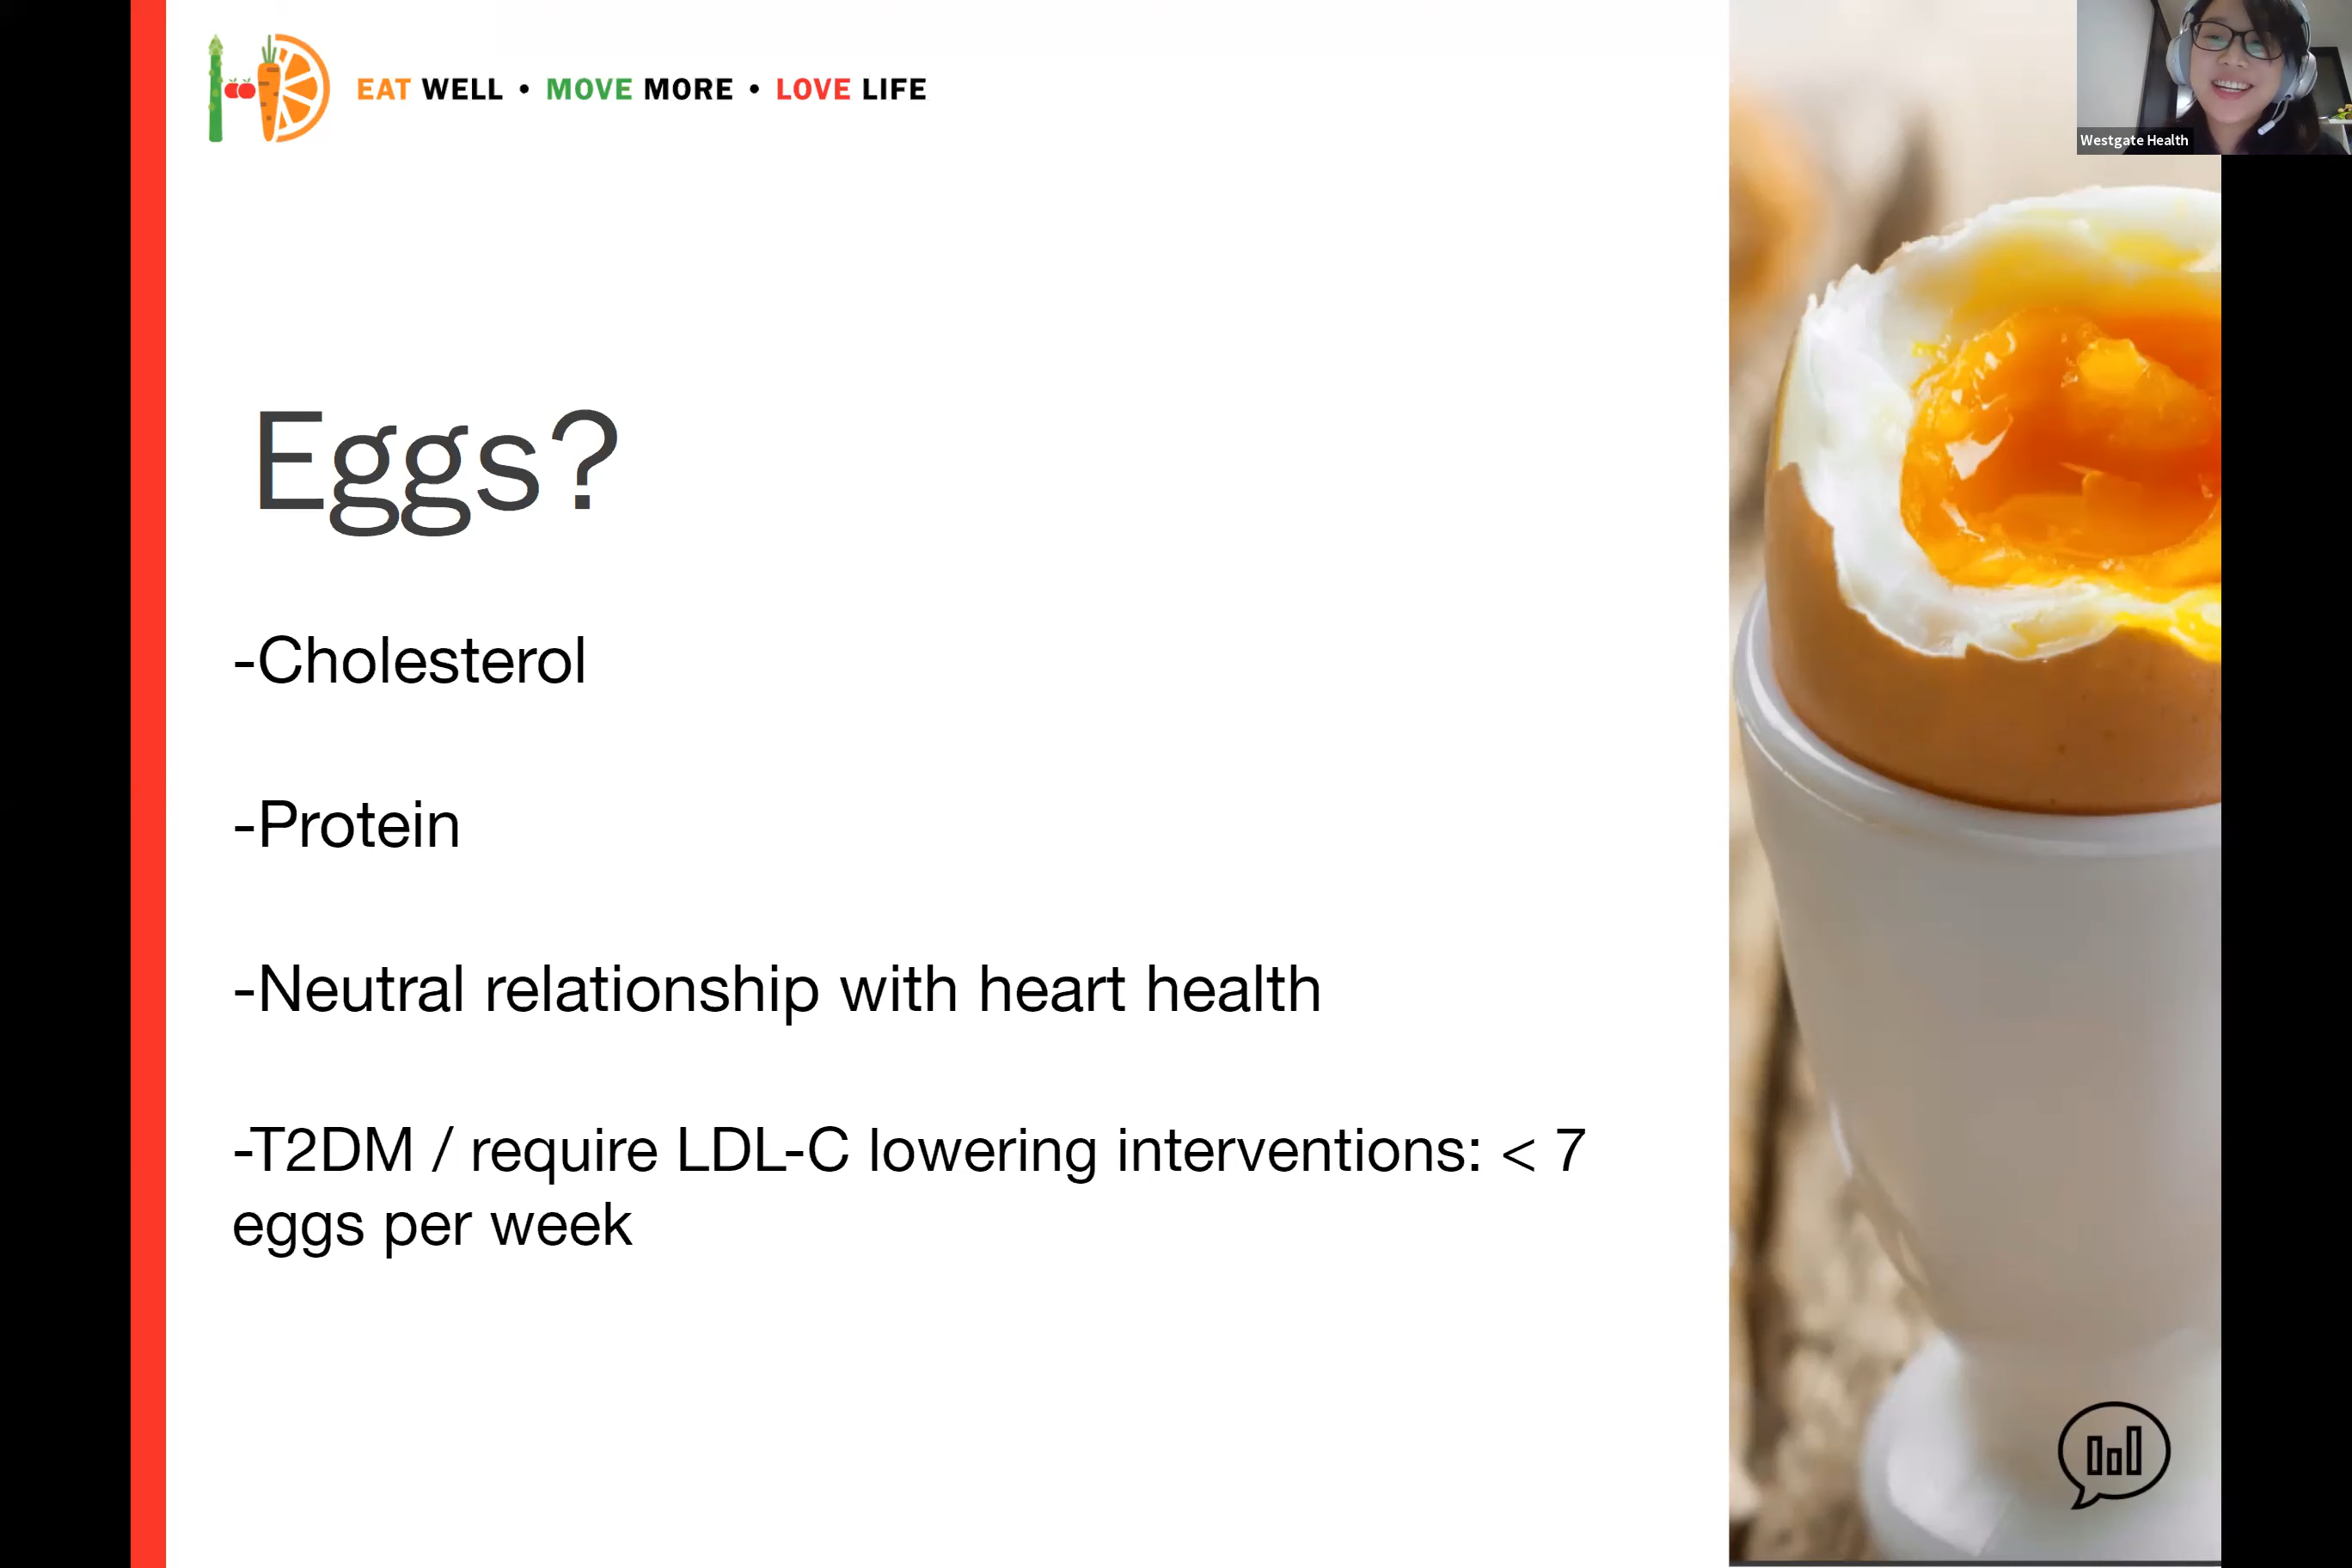 EAT WELL • MOVE MORE • LOVE LIFE
Westgate Health
Eggs?
-Cholesterol
-Protein
-Neutral relationship with heart health
-T2DM / require LDL-C lowering interventions: < 7
eggs per week